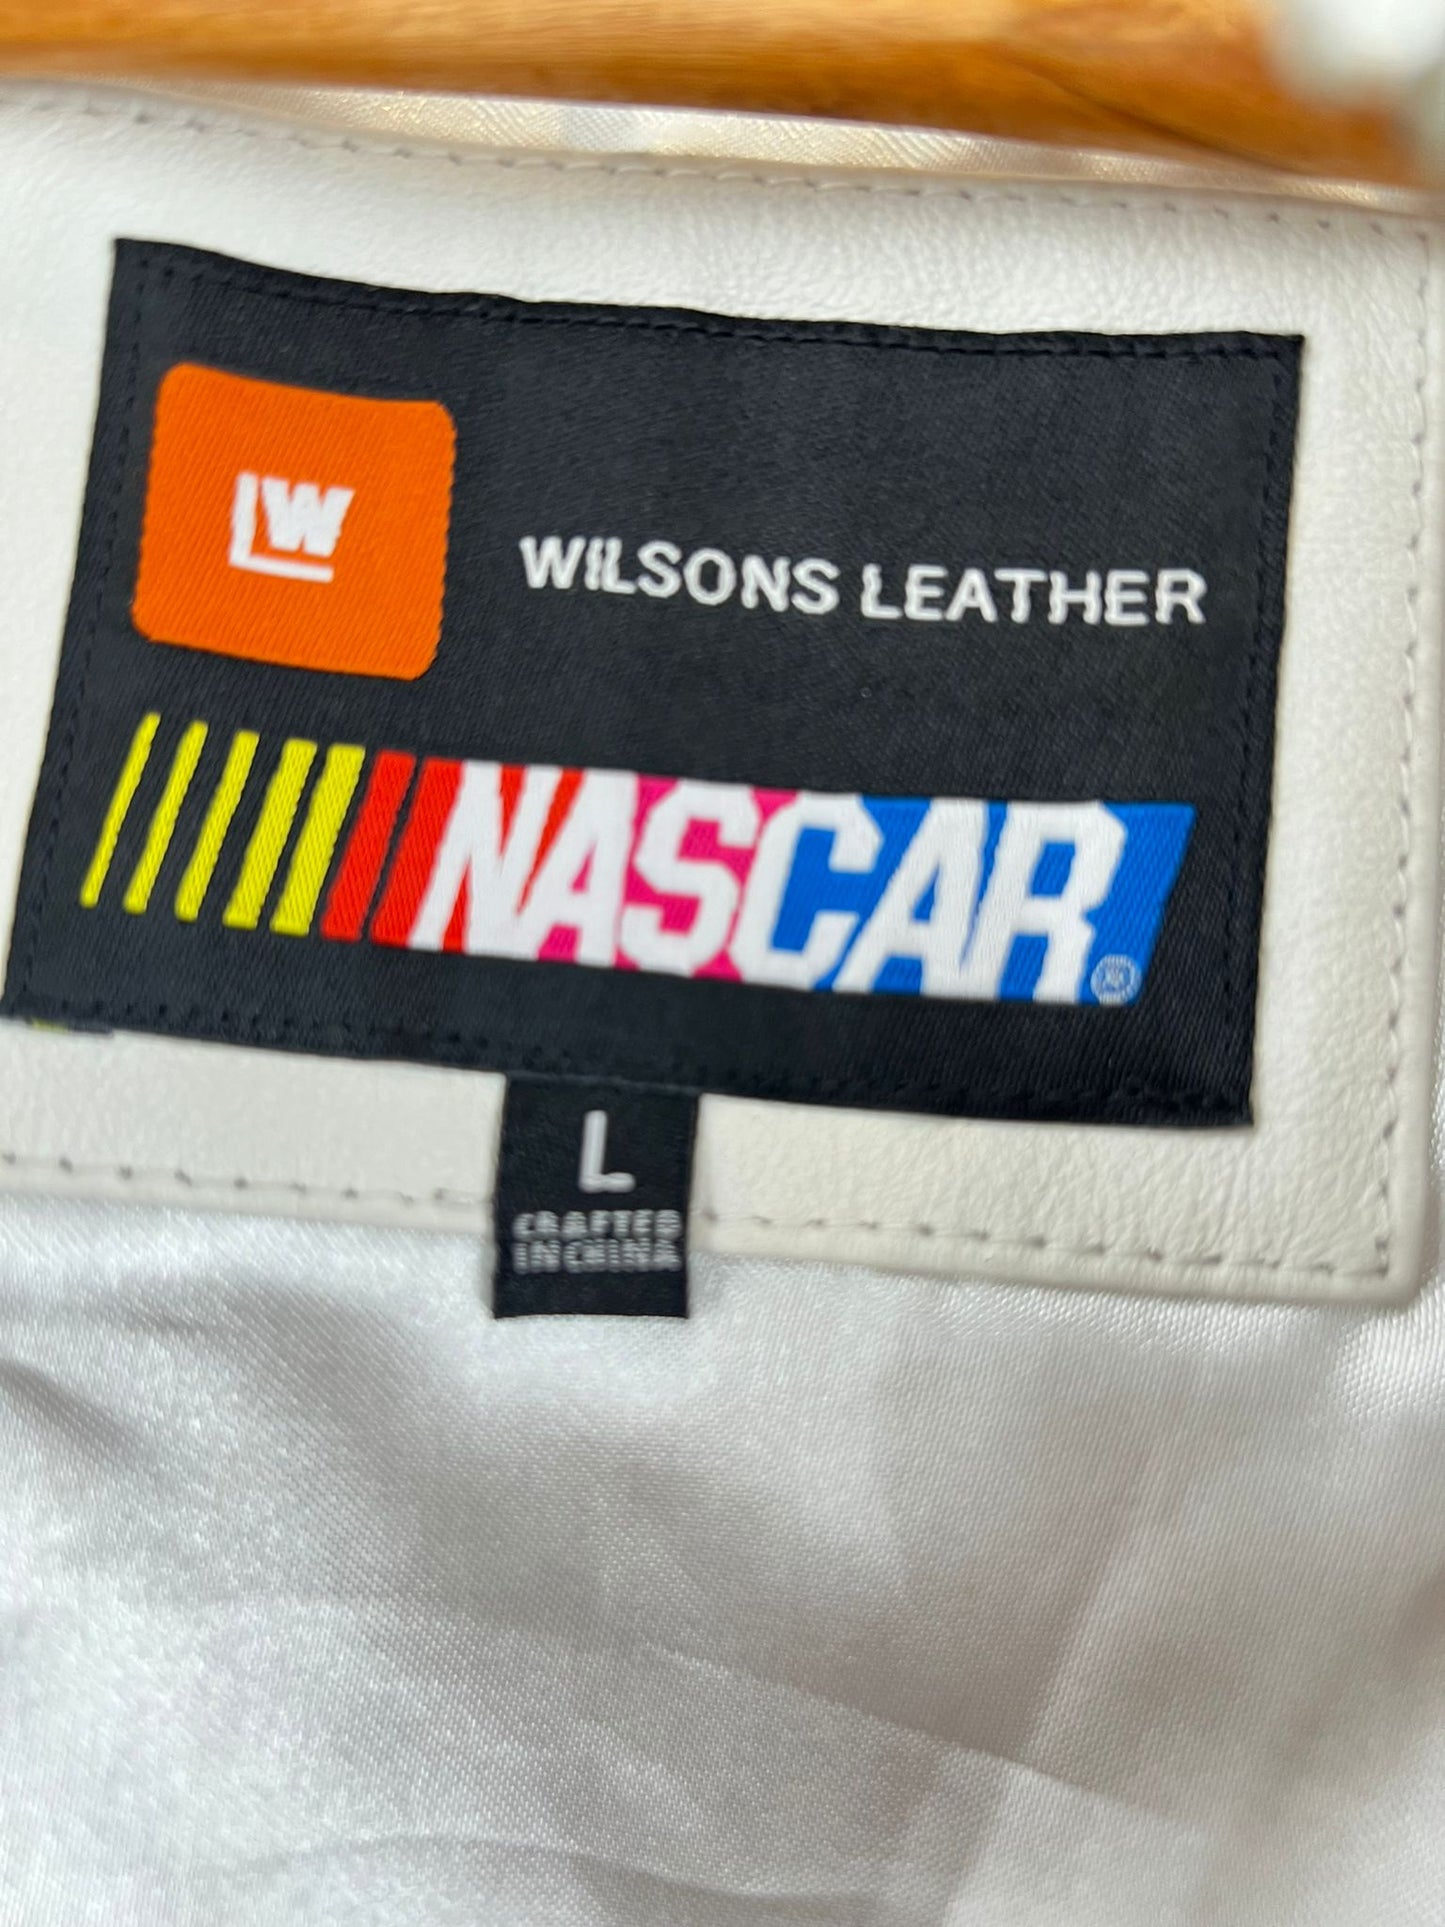 LW
WILSONS LEATHER
NASCAR®
L
CRAFTED
IN CHINA